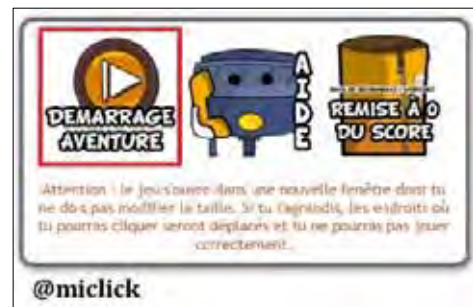 DEMARRAGE
AVENTURE
AIDE
REMISE À 0
DU SCORE
Attention : le jeu s'ouvre dans une nouvelle fenêtre dont tu
ne dois pas modifier la taille. Si tu l'agrandis, les endroits où
tu pourras cliquer seront déplacés et tu ne pourras pas jouer
correctement.
@miclick